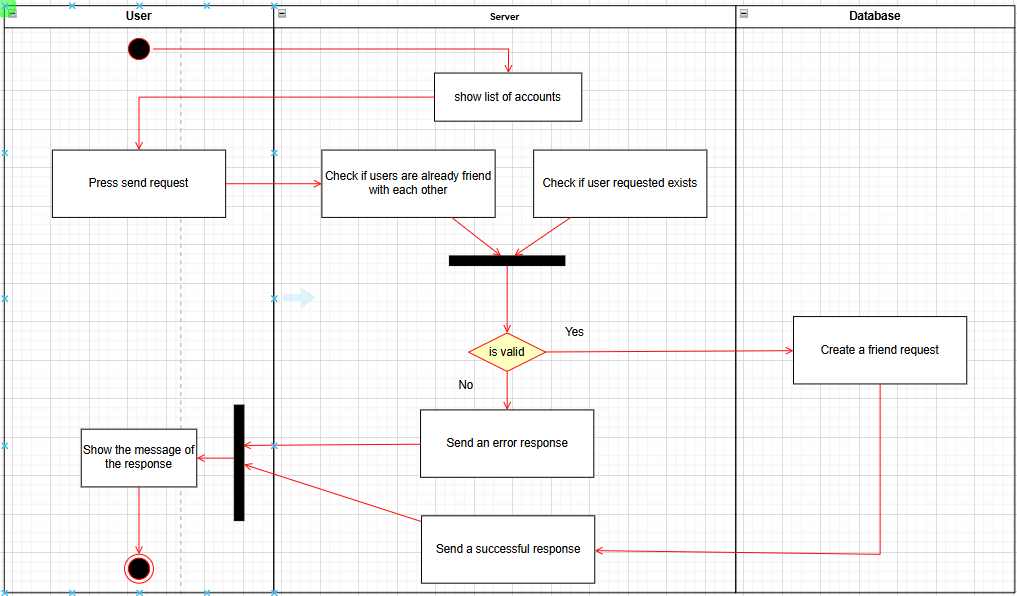 User
Server
Database
show list of accounts
Press send request
Check if users are already friend
with each other
Check if user requested exists
Yes
is valid
Create a friend request
No
Send an error response
Show the message of
the response
Send a successful response